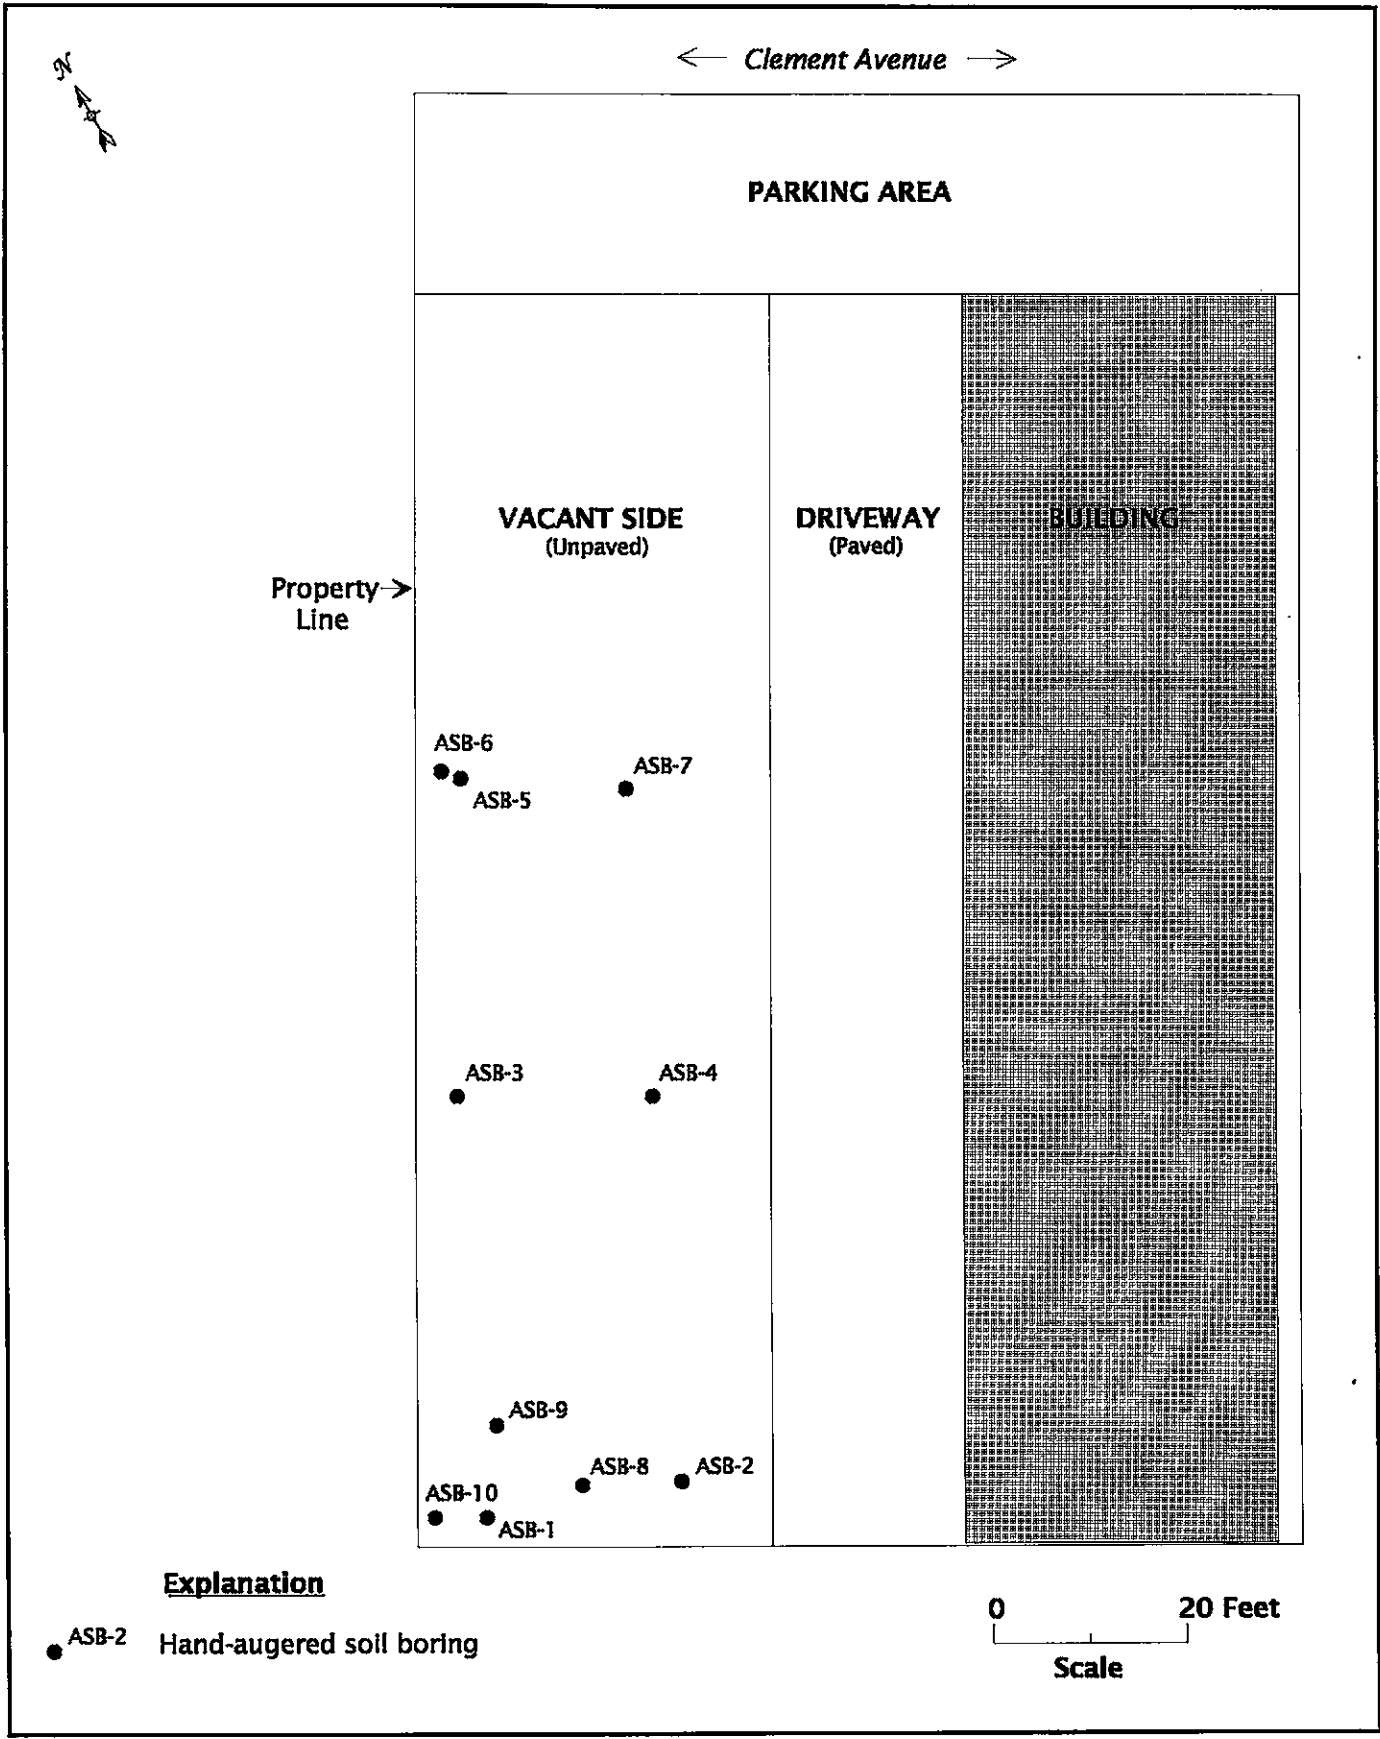 N
Clement Avenue
PARKING AREA
VACANT SIDE
(Unpaved)
DRIVEWAY
(Paved)
BUILDING
Property
Line
ASB-6
ASB-5
ASB-7
ASB-3
ASB-4
ASB-9
ASB-8
ASB-2
ASB-10
ASB-1
Explanation
ASB-2 Hand-augered soil boring
0 20 Feet
Scale